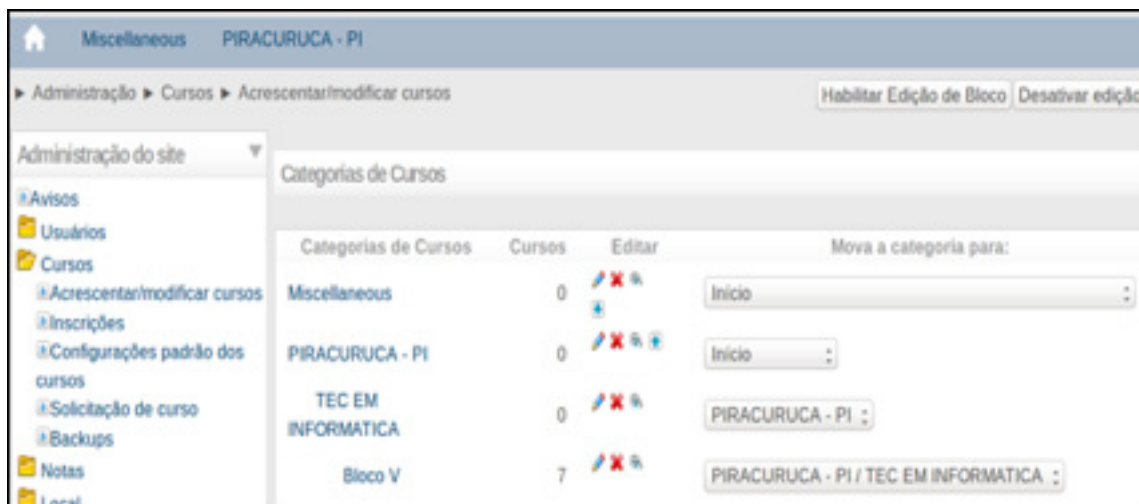 Miscellaneous PIRACURUCA - PI
Administração Cursos Acrescentar/modificar cursos
Habilitar Edição de Bloco Desativar edição
Administração do site
Avisos
Usuários
Cursos
Acrescentar/modificar cursos
Inscrições
Configurações padrão dos
cursos
Solicitação de curso
Backups
Notas
Local
Categorias de Cursos
Categorias de Cursos Cursos Editar Mova a categoria para:
Miscellaneous 0 Início
PIRACURUCA - PI 0 Início
TEC EM
INFORMATICA 0 PIRACURUCA - PI
Bloco V 7 PIRACURUCA - PI / TEC EM INFORMATICA